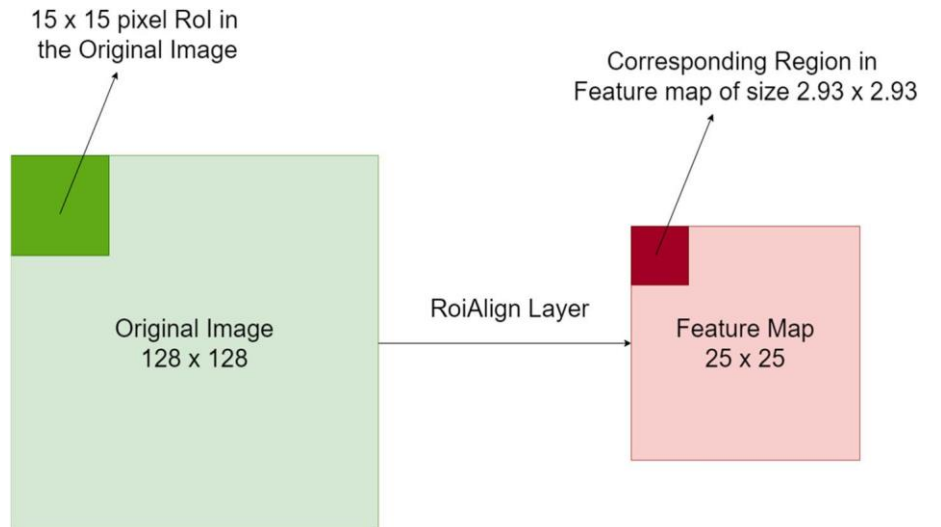 15 x 15 pixel RoI in
the Original Image
Corresponding Region in
Feature map of size 2.93 x 2.93
Original Image
128 x 128
RoiAlign Layer
Feature Map
25 x 25